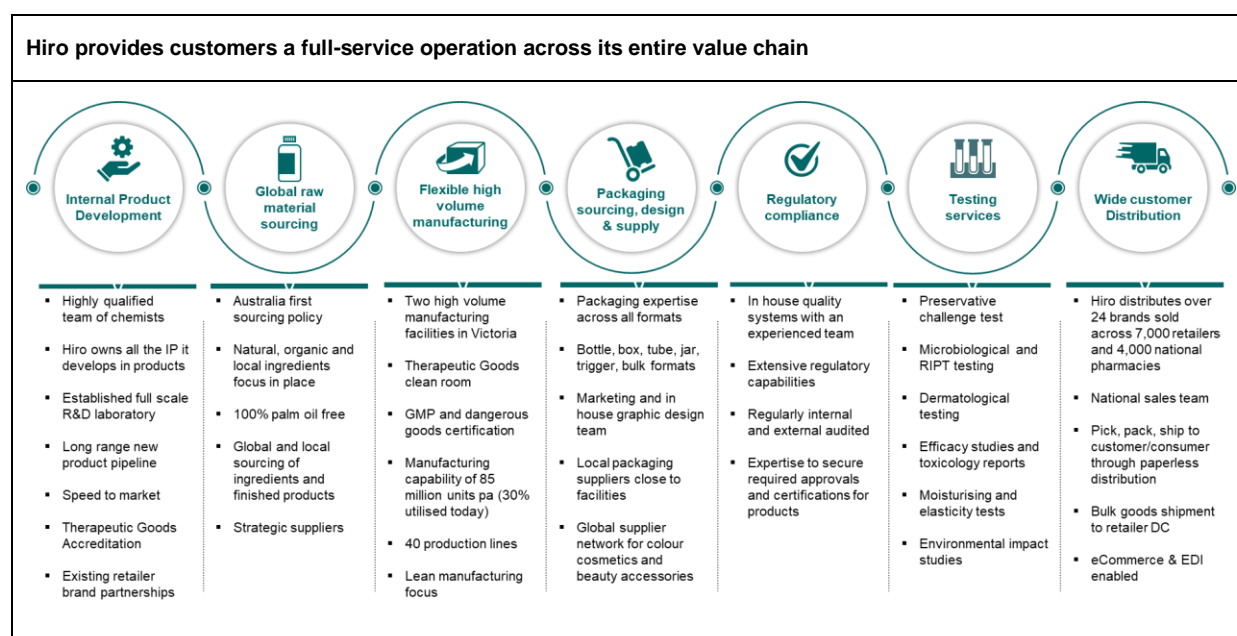 Hiro provides customers a full-service operation across its entire value chain
Internal Product
Development
Global raw
material
sourcing
Flexible high
volume
manufacturing
Packaging
sourcing, design
& supply
Regulatory
compliance
Testing
services
Wide customer
Distribution
▪ Highly qualified
team of chemists
▪ Hiro owns all the IP it
develops in products
▪ Established full scale
R&D laboratory
▪ Long range new
product pipeline
▪ Speed to market
▪ Therapeutic Goods
Accreditation
▪ Existing retailer
brand partnerships
▪ Australia first
sourcing policy
▪ Natural, organic and
local ingredients
focus in place
▪ 100% palm oil free
▪ Global and local
sourcing of
ingredients and
finished products
▪ Strategic suppliers
▪ Two high volume
manufacturing
facilities in Victoria
▪ Therapeutic Goods
clean room
▪ GMP and dangerous
goods certification
▪ Manufacturing
capability of 85
million units pa (30%
utilised today)
▪ 40 production lines
▪ Lean manufacturing
focus
▪ Packaging expertise
across all formats
▪ Bottle, box, tube, jar,
trigger, bulk formats
▪ Marketing and in
house graphic design
team
▪ Local packaging
suppliers close to
facilities
▪ Global supplier
network for colour
cosmetics and
beauty accessories
▪ In house quality
systems with an
experienced team
▪ Extensive regulatory
capabilities
▪ Regularly internal
and external audited
▪ Expertise to secure
required approvals
and certifications for
products
▪ Preservative
challenge test
▪ Microbiological and
RIPT testing
▪ Dermatological
testing
▪ Efficacy studies and
toxicology reports
▪ Moisturising and
elasticity tests
▪ Environmental impact
studies
▪ Hiro distributes over
24 brands sold
across 7,000 retailers
and 4,000 national
pharmacies
▪ National sales team
▪ Pick, pack, ship to
customer/consumer
through paperless
distribution
▪ Bulk goods shipment
to retailer DC
▪ eCommerce & EDI
enabled